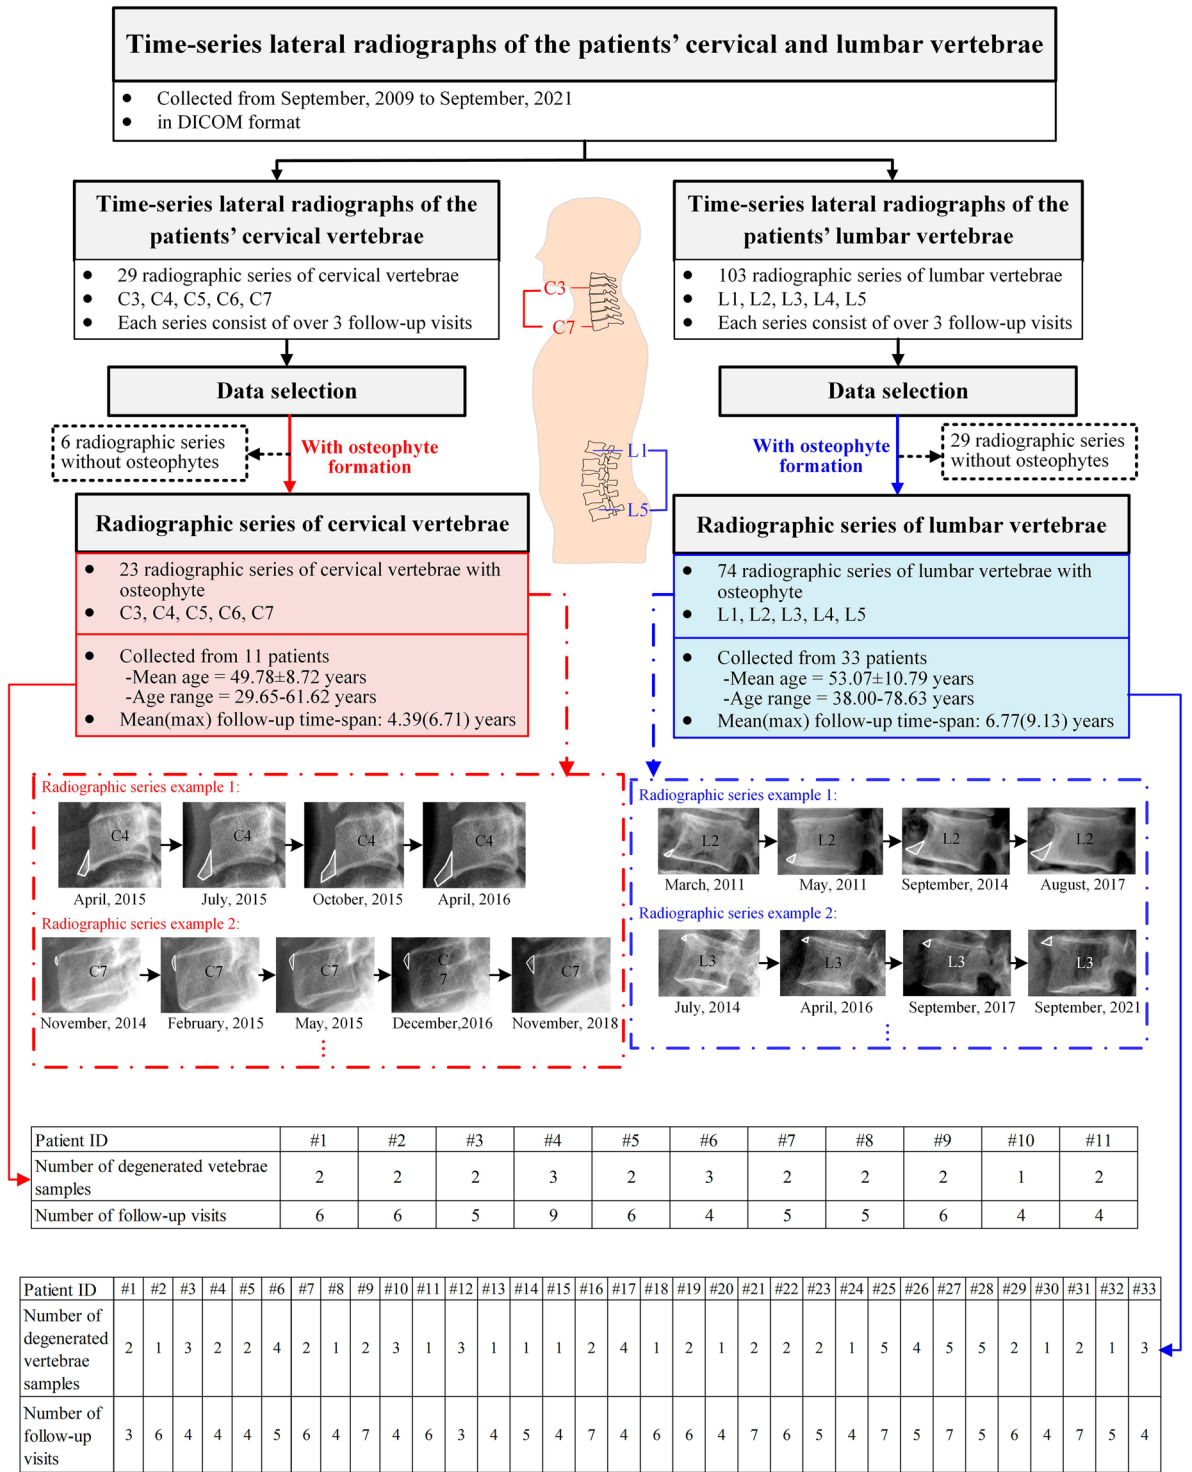 Time-series lateral radiographs of the patients' cervical and lumbar vertebrae
● Collected from September, 2009 to September, 2021
● in DICOM format
Time-series lateral radiographs of the
patients' cervical vertebrae
● 29 radiographic series of cervical vertebrae
● C3, C4, C5, C6, C7
● Each series consist of over 3 follow-up visits
Time-series lateral radiographs of the
patients' lumbar vertebrae
● 103 radiographic series of lumbar vertebrae
● L1, L2, L3, L4, L5
● Each series consist of over 3 follow-up visits
C3
C7
L1
L5
Data selection
6 radiographic series
without osteophytes
With osteophyte
formation
Data selection
With osteophyte
formation
29 radiographic series
without osteophytes
Radiographic series of cervical vertebrae
● 23 radiographic series of cervical vertebrae with
osteophyte
● C3, C4, C5, C6, C7
● Collected from 11 patients
-Mean age = 49.78±8.72 years
-Age range = 29.65-61.62 years
● Mean(max) follow-up time-span: 4.39(6.71) years
Radiographic series of lumbar vertebrae
● 74 radiographic series of lumbar vertebrae with
osteophyte
● L1, L2, L3, L4, L5
● Collected from 33 patients
-Mean age = 53.07±10.79 years
-Age range = 38.00-78.63 years
● Mean(max) follow-up time-span: 6.77(9.13) years
Radiographic series example 1:
C4 C4 C4 C4
April, 2015 July, 2015 October, 2015 April, 2016
Radiographic series example 2:
C7 C7 C7 C
7 C7
November, 2014 February, 2015 May, 2015 December,2016 November, 2018
Radiographic series example 1:
L2 L2 L2 L2
March, 2011 May, 2011 September, 2014 August, 2017
Radiographic series example 2:
L3 L3 L3 L3
July, 2014 April, 2016 September, 2017 September, 2021
Patient ID #1 #2 #3 #4 #5 #6 #7 #8 #9 #10 #11
Number of degenerated vetebrae
samples 2 2 2 3 2 3 2 2 2 1 2
Number of follow-up visits 6 6 5 9 6 4 5 5 6 4 4
Patient ID #1 #2 #3 #4 #5 #6 #7 #8 #9 #10 #11 #12 #13 #14 #15 #16 #17 #18 #19 #20 #21 #22 #23 #24 #25 #26 #27 #28 #29 #30 #31 #32 #33
Number of
degenerated
vertebrae
samples 2 1 3 2 2 4 2 1 2 3 1 3 1 1 1 2 4 1 2 1 2 2 2 1 5 4 5 5 2 1 2 1 3
Number of
follow-up
visits 3 6 4 4 4 5 6 4 7 4 6 3 4 5 4 7 4 6 6 4 7 6 5 4 7 5 7 5 6 4 7 5 4